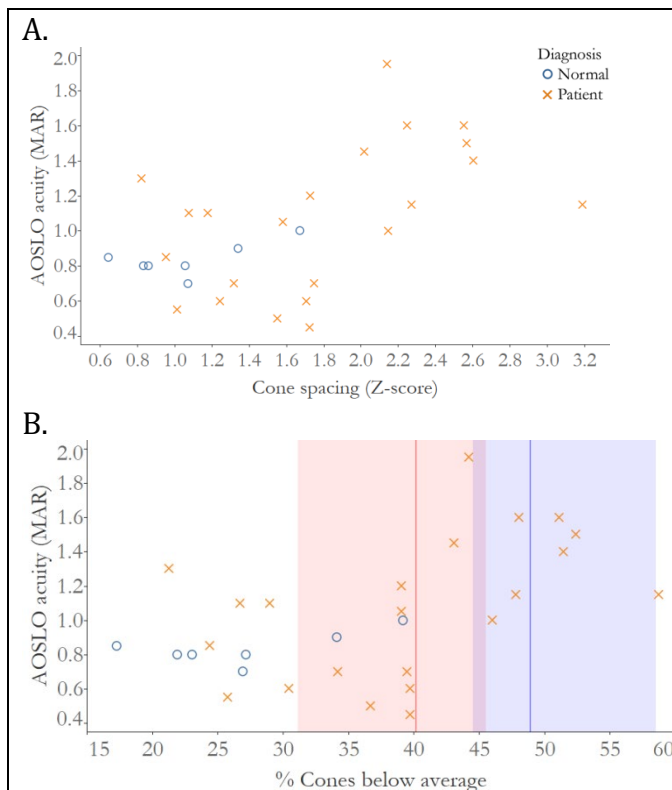 A.
Diagnosis
Normal
Patient
AOSLO acuity (MAR)
2.0
1.8
1.6
1.4
1.2
1.0
0.8
0.6
0.4
0.6 0.8 1.0 1.2 1.4 1.6 1.8 2.0 2.2 2.4 2.6 2.8 3.0 3.2
Cone spacing (Z-score)
B.
AOSLO acuity (MAR)
2.0
1.8
1.6
1.4
1.2
1.0
0.8
0.6
0.4
15 20 25 30 35 40 45 50 55 60
% Cones below average